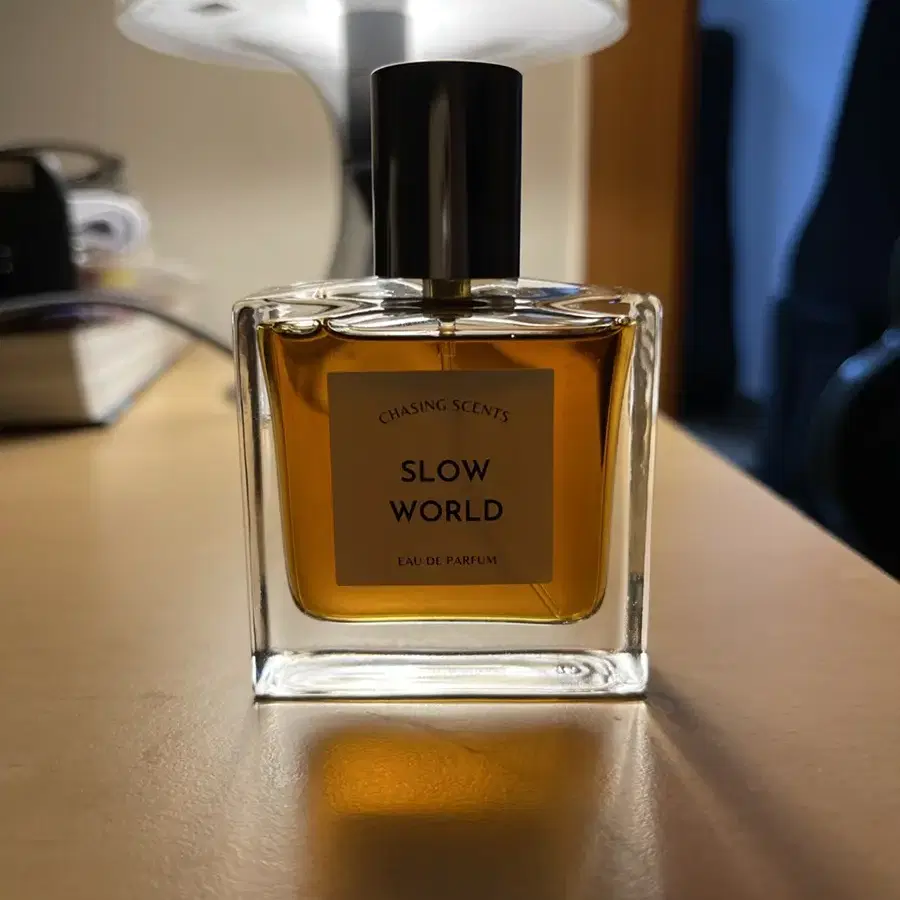 CHASING SCENTS
SLOW
WORLD
EAU DE PARFUM